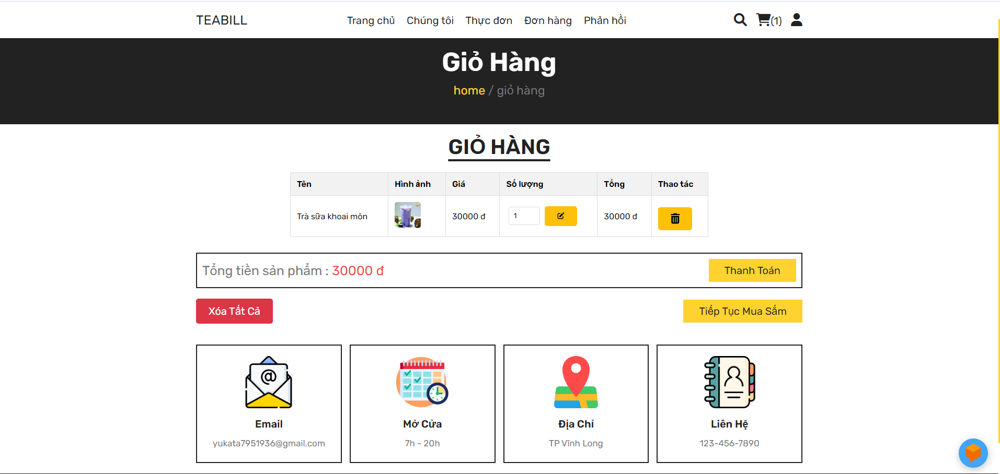 TEABILL Trang chủ Chúng tôi Thực đơn Đơn hàng Phản hồi (1)
Giỏ Hàng
home / giỏ hàng
GIỎ HÀNG
Tên Hình ảnh Giá Số lượng Tổng Thao tác
Trà sữa khoai môn 30000 đ 1 30000 đ
Tổng tiền sản phẩm : 30000 đ Thanh Toán
Xóa Tất Cả Tiếp Tục Mua Sắm
Email Mở Cửa Địa Chỉ Liên Hệ
yukata7951936@gmail.com 7h - 20h TP Vĩnh Long 123-456-7890